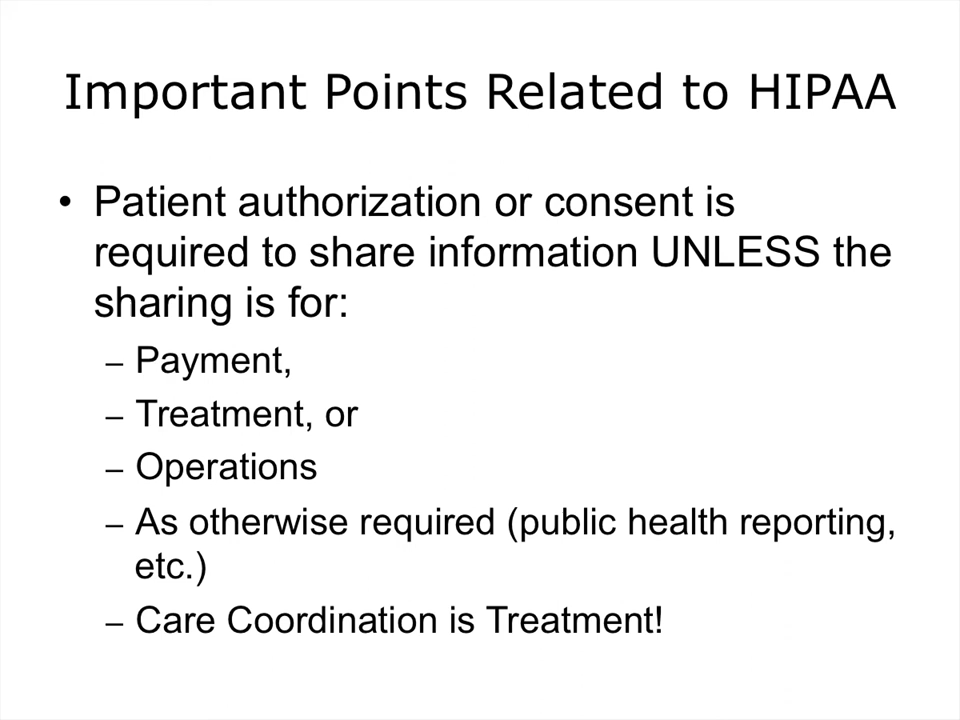 Important Points Related to HIPAA
• Patient authorization or consent is
required to share information UNLESS the
sharing is for:
– Payment,
– Treatment, or
– Operations
– As otherwise required (public health reporting,
etc.)
– Care Coordination is Treatment!